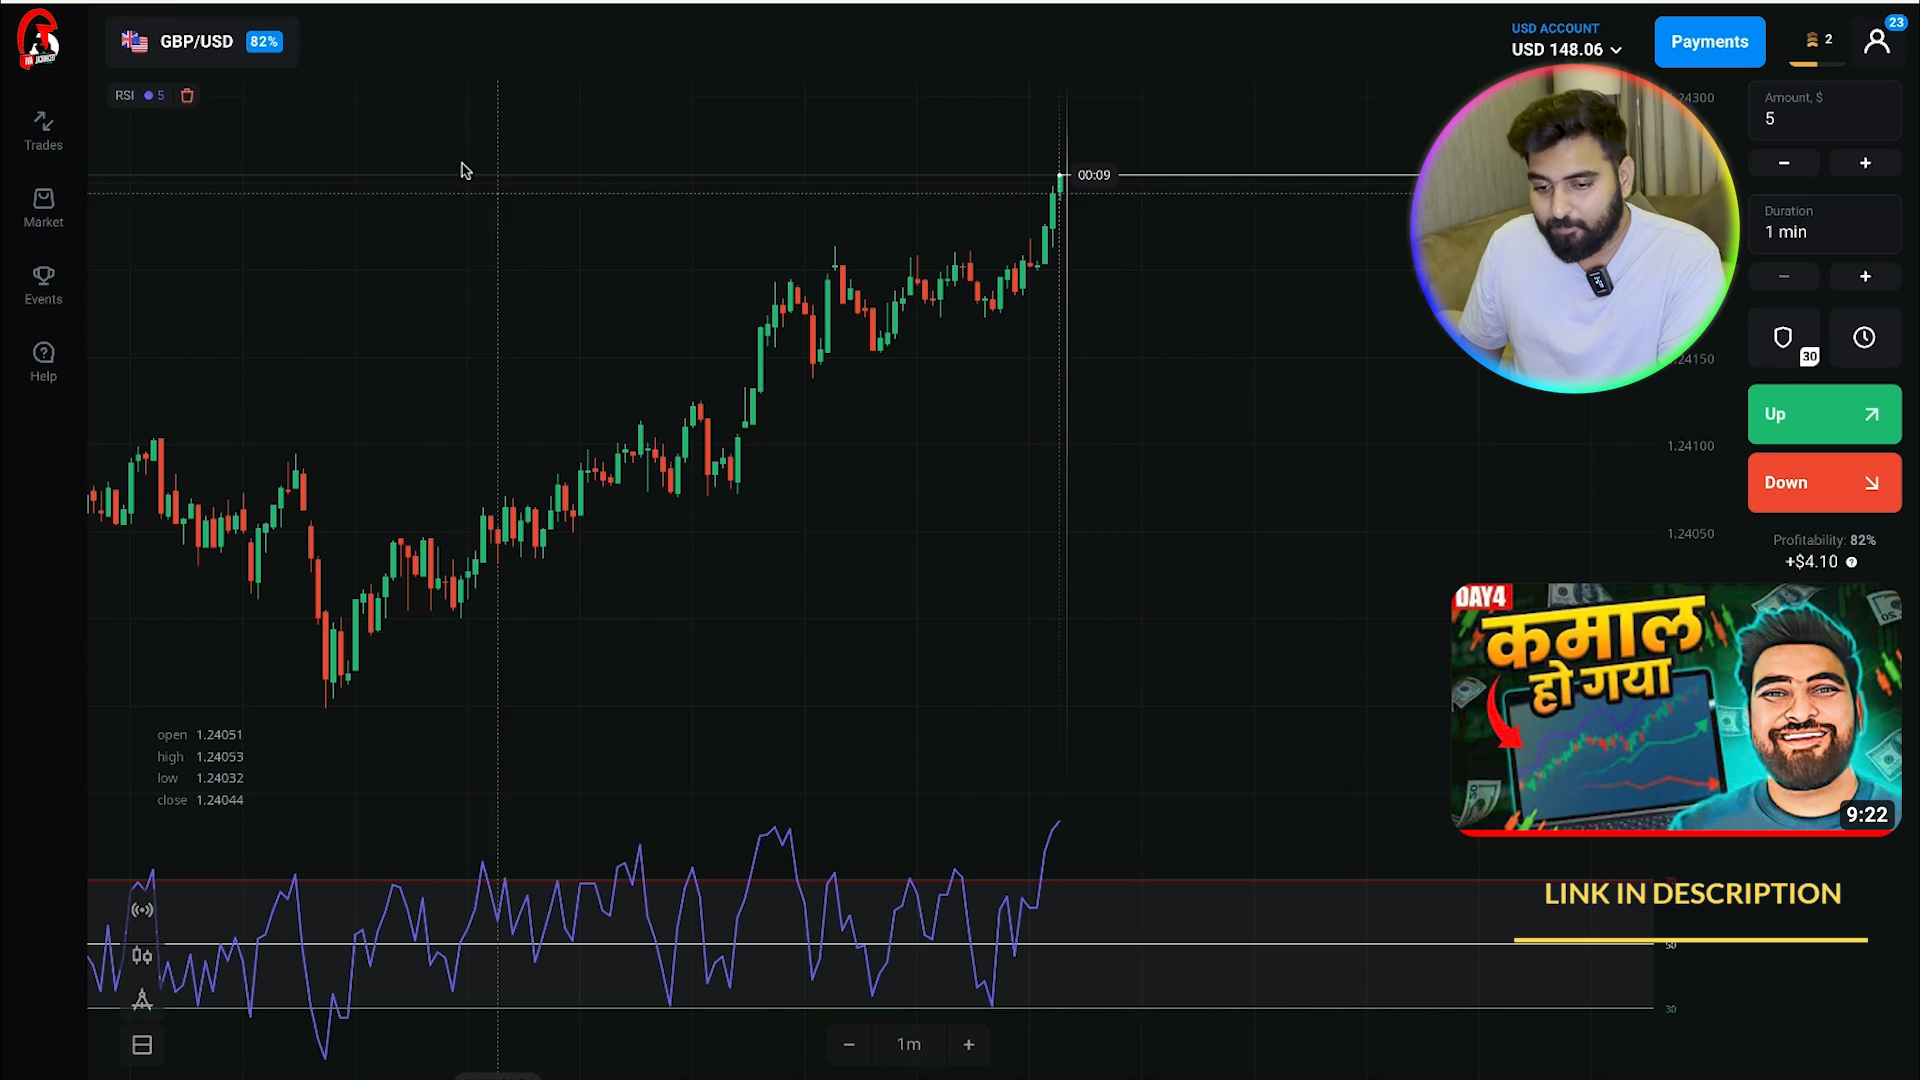 GBP/USD 82%
USD ACCOUNT
USD 148.06
Payments
2
23
RSI 5
Trades
Market
Events
Help
00:09
1.24300
1.24150
1.24100
1.24050
Amount, $
5
Duration
1 min
30
Up
Down
Profitability: 82%
+$4.10
open 1.24051
high 1.24053
low 1.24032
close 1.24044
DAY4
कमाल
हो गया
9:22
70
LINK IN DESCRIPTION
50
30
1m